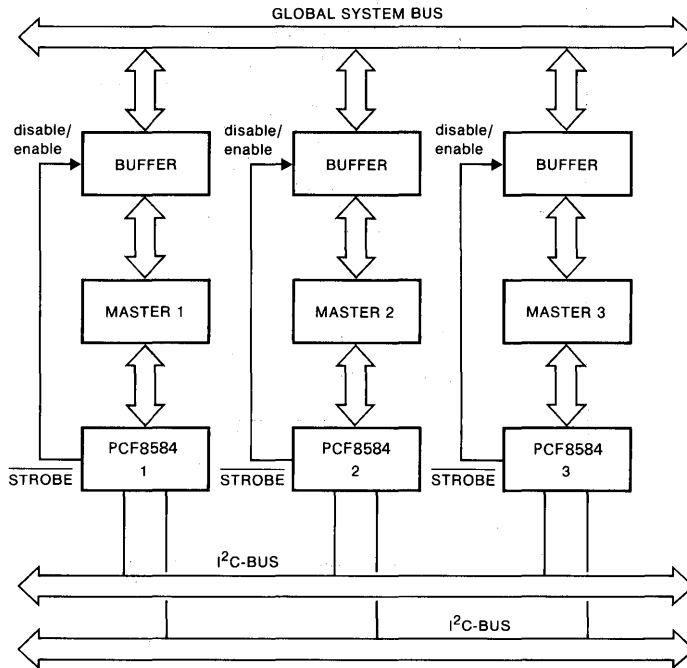 GLOBAL SYSTEM BUS
disable/
enable
BUFFER
disable/
enable
BUFFER
disable/
enable
BUFFER
MASTER 1
MASTER 2
MASTER 3
PCF8584
1
STROBE
PCF8584
2
STROBE
PCF8584
3
STROBE
I²C-BUS
I²C-BUS